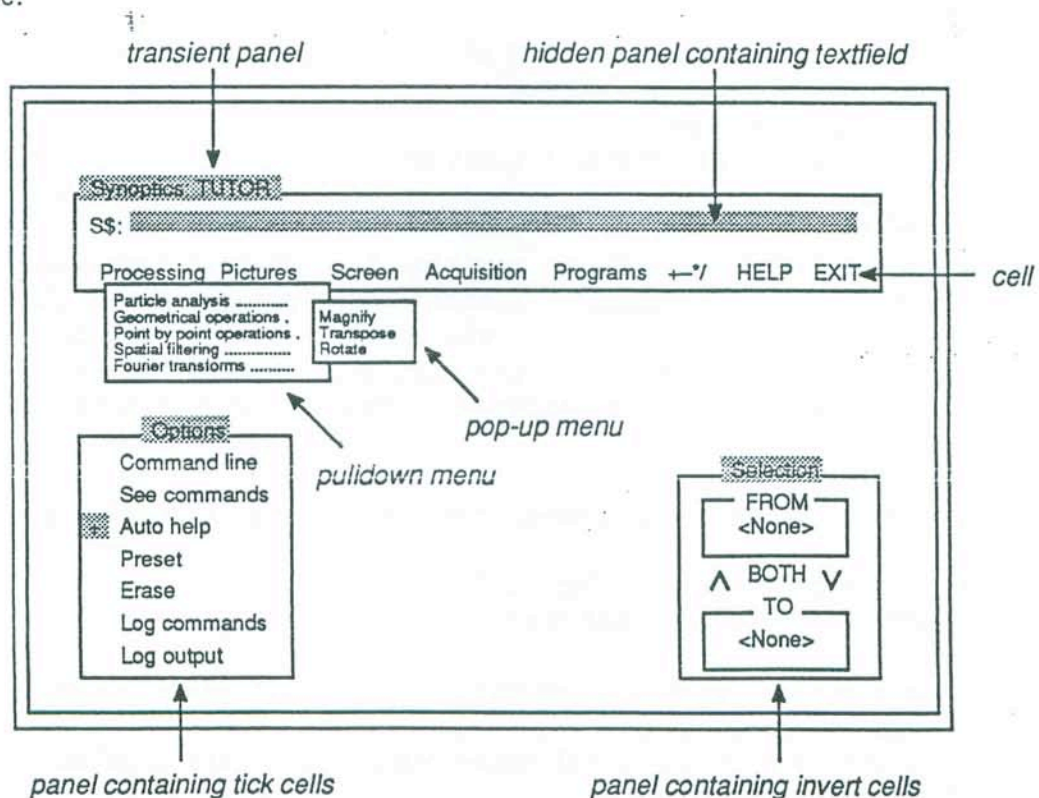 transient panel
hidden panel containing textfield
Synoptics: TUTOR
S$:
Processing Pictures Screen Acquisition Programs +-*/ HELP EXIT
cell
Particle analysis ............
Geometrical operations .
Point by point operations .
Spatial filtering ..............
Fourier transforms ..........
Magnify
Transpose
Rotate
pop-up menu
pulldown menu
Options
Command line
See commands
+ Auto help
Preset
Erase
Log commands
Log output
Selection
FROM
<None>
∧ BOTH ∨
TO
<None>
panel containing tick cells
panel containing invert cells